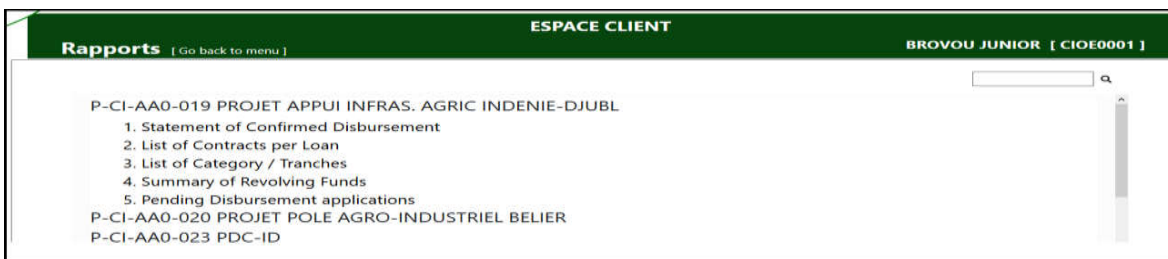 ESPACE CLIENT
Rapports [ Go back to menu ]
BROVOU JUNIOR [ CIOE0001 ]
P-CI-AA0-019 PROJET APPUI INFRAS. AGRIC INDENIE-DJUBL
1. Statement of Confirmed Disbursement
2. List of Contracts per Loan
3. List of Category / Tranches
4. Summary of Revolving Funds
5. Pending Disbursement applications
P-CI-AA0-020 PROJET POLE AGRO-INDUSTRIEL BELIER
P-CI-AA0-023 PDC-ID